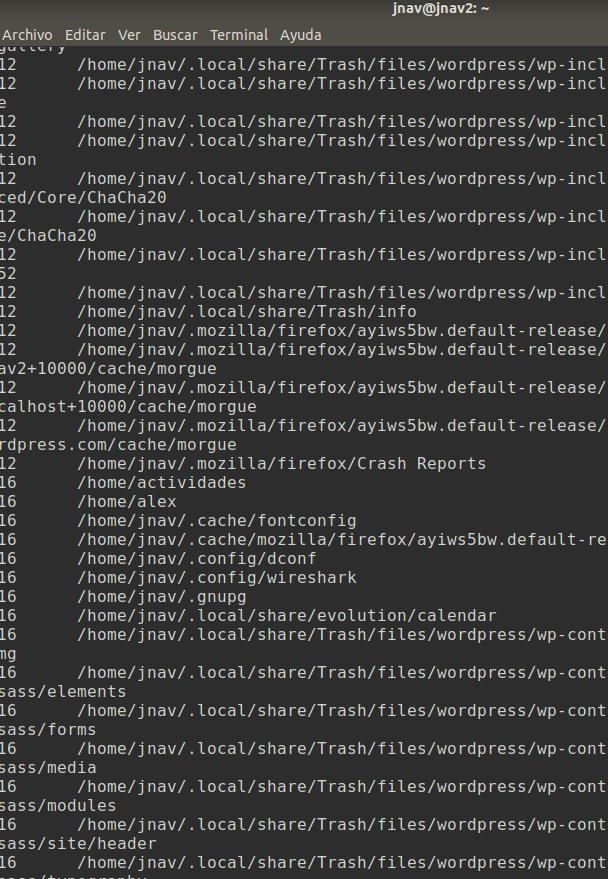 jnav@jnav2: ~
Archivo Editar Ver Buscar Terminal Ayuda
gallery
12 /home/jnav/.local/share/Trash/files/wordpress/wp-incl
12 /home/jnav/.local/share/Trash/files/wordpress/wp-incl
e
12 /home/jnav/.local/share/Trash/files/wordpress/wp-incl
12 /home/jnav/.local/share/Trash/files/wordpress/wp-incl
tion
12 /home/jnav/.local/share/Trash/files/wordpress/wp-incl
ced/Core/ChaCha20
12 /home/jnav/.local/share/Trash/files/wordpress/wp-incl
e/ChaCha20
12 /home/jnav/.local/share/Trash/files/wordpress/wp-incl
52
12 /home/jnav/.local/share/Trash/files/wordpress/wp-incl
12 /home/jnav/.local/share/Trash/info
12 /home/jnav/.mozilla/firefox/ayiws5bw.default-release/
12 /home/jnav/.mozilla/firefox/ayiws5bw.default-release/
av2+10000/cache/morgue
12 /home/jnav/.mozilla/firefox/ayiws5bw.default-release/
calhost+10000/cache/morgue
12 /home/jnav/.mozilla/firefox/ayiws5bw.default-release/
rdpress.com/cache/morgue
12 /home/jnav/.mozilla/firefox/Crash Reports
16 /home/actividades
16 /home/alex
16 /home/jnav/.cache/fontconfig
16 /home/jnav/.cache/mozilla/firefox/ayiws5bw.default-re
16 /home/jnav/.config/dconf
16 /home/jnav/.config/wireshark
16 /home/jnav/.gnupg
16 /home/jnav/.local/share/evolution/calendar
16 /home/jnav/.local/share/Trash/files/wordpress/wp-cont
mg
16 /home/jnav/.local/share/Trash/files/wordpress/wp-cont
sass/elements
16 /home/jnav/.local/share/Trash/files/wordpress/wp-cont
sass/forms
16 /home/jnav/.local/share/Trash/files/wordpress/wp-cont
sass/media
16 /home/jnav/.local/share/Trash/files/wordpress/wp-cont
sass/modules
16 /home/jnav/.local/share/Trash/files/wordpress/wp-cont
sass/site/header
16 /home/jnav/.local/share/Trash/files/wordpress/wp-cont
sass/typography